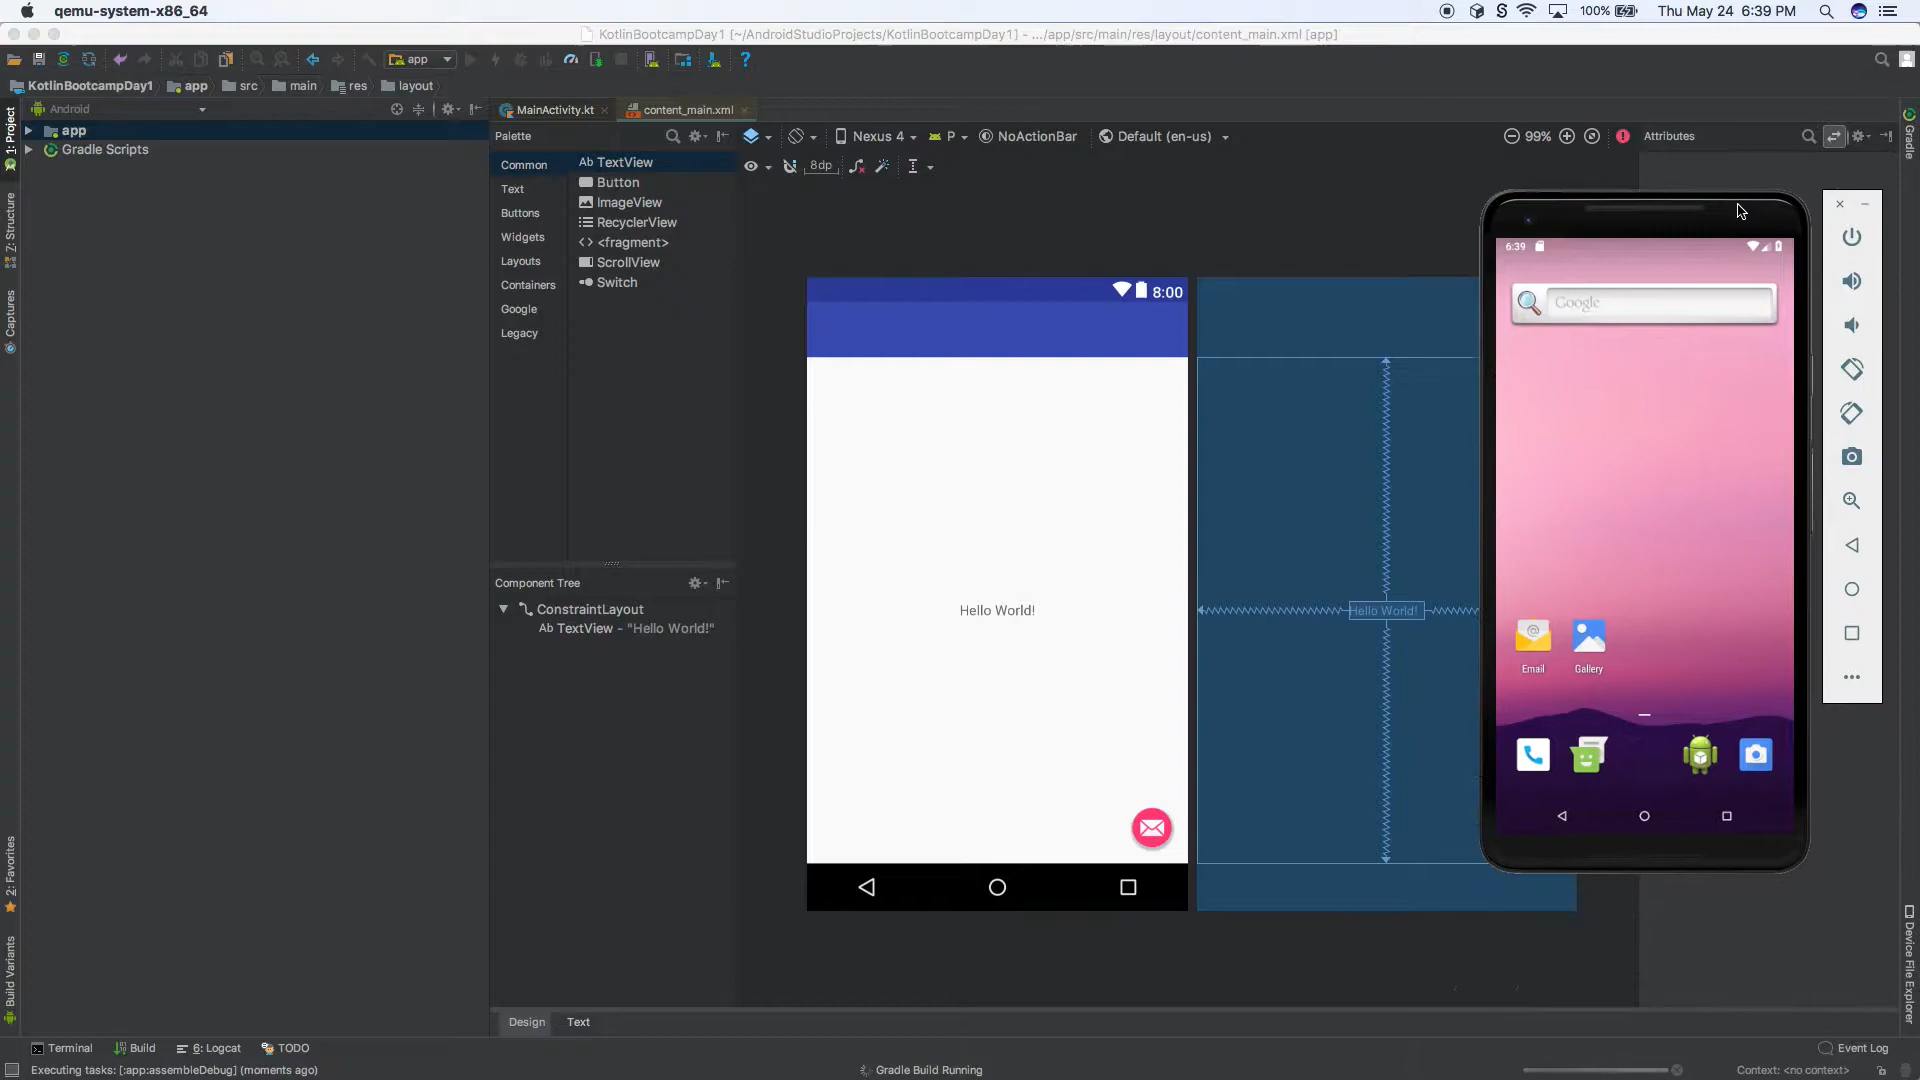 qemu-system-x86_64
100%
Thu May 24 6:39 PM
KotlinBootcampDay1 [~/AndroidStudioProjects/KotlinBootcampDay1] - .../app/src/main/res/layout/content_main.xml [app]
app
KotlinBootcampDay1
app
src
main
res
layout
Android
MainActivity.kt
content_main.xml
1: Project
7: Structure
Captures
2: Favorites
Build Variants
app
Gradle Scripts
Palette
Common
Text
Buttons
Widgets
Layouts
Containers
Google
Legacy
Ab TextView
Button
ImageView
RecyclerView
<> <fragment>
ScrollView
Switch
Nexus 4
P
NoActionBar
Default (en-us)
99%
8dp
Attributes
Component Tree
ConstraintLayout
Ab TextView - "Hello World!"
8:00
Hello World!
Hello World!
6:39
Google
Email
Gallery
Gradle
Device File Explorer
Design
Text
Terminal
Build
6: Logcat
TODO
Event Log
Executing tasks: [:app:assembleDebug] (moments ago)
Gradle Build Running
Context: <no context>